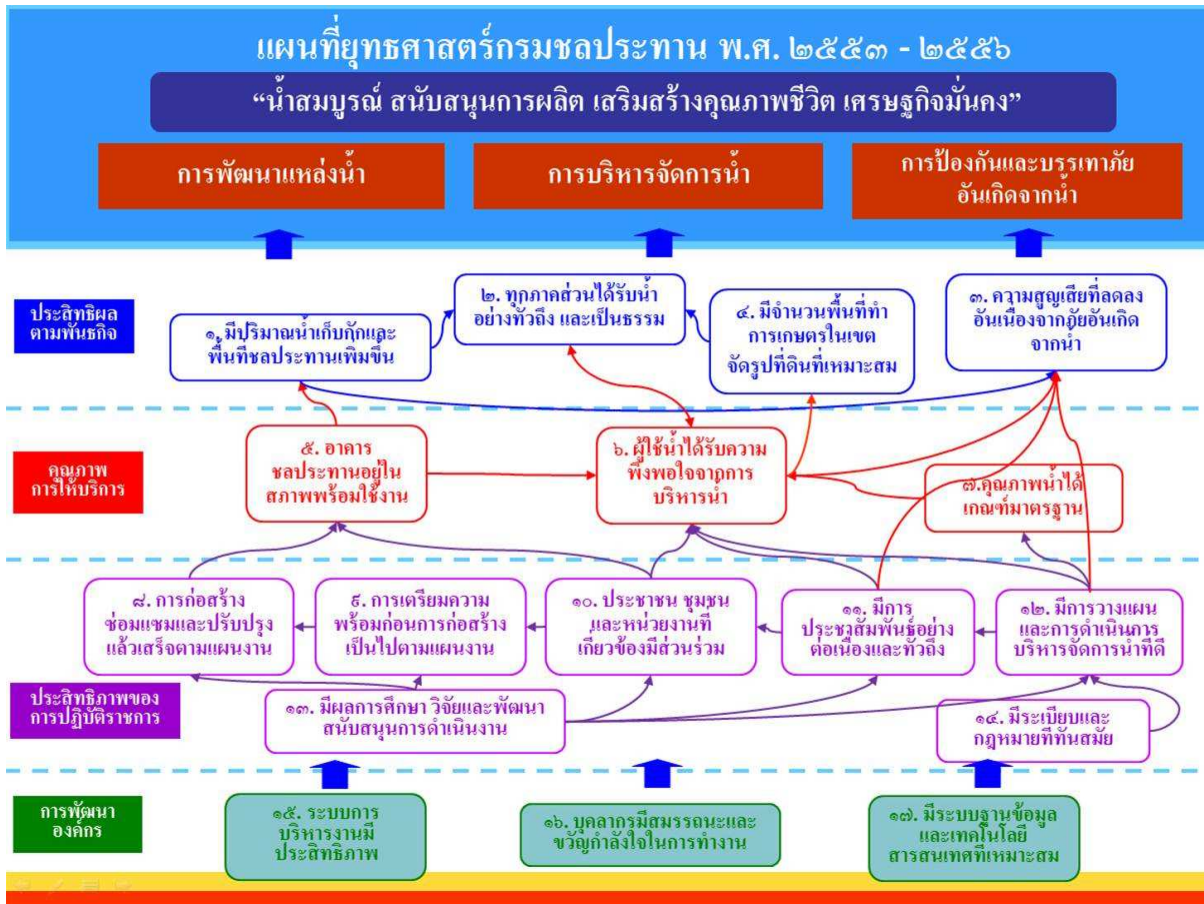 แผนที่ยุทธศาสตร์กรมชลประทาน พ.ศ. ๒๕๕๓ - ๒๕๕๖
“น้ำสมบูรณ์ สนับสนุนการผลิต เสริมสร้างคุณภาพชีวิต เศรษฐกิจมั่นคง”
การพัฒนาแหล่งน้ำ
การบริหารจัดการน้ำ
การป้องกันและบรรเทาภัย
อันเกิดจากน้ำ
ประสิทธิผล
ตามพันธกิจ
๑. มีปริมาณน้ำเก็บกักและ
พื้นที่ชลประทานเพิ่มขึ้น
๒. ทุกภาคส่วนได้รับน้ำ
อย่างทั่วถึง และเป็นธรรม
๔. มีจำนวนพื้นที่ทำ
การเกษตรในเขต
จัดรูปที่ดินที่เหมาะสม
๓. ความสูญเสียที่ลดลง
อันเนื่องจากภัยอันเกิด
จากน้ำ
คุณภาพ
การให้บริการ
๕. อาคาร
ชลประทานอยู่ใน
สภาพพร้อมใช้งาน
๖. ผู้ใช้น้ำได้รับความ
พึงพอใจจากการ
บริหารน้ำ
๗.คุณภาพน้ำได้
เกณฑ์มาตรฐาน
ประสิทธิภาพของ
การปฏิบัติราชการ
๘. การก่อสร้าง
ซ่อมแซมและปรับปรุง
แล้วเสร็จตามแผนงาน
๙. การเตรียมความ
พร้อมก่อนการก่อสร้าง
เป็นไปตามแผนงาน
๑๐. ประชาชน ชุมชน
และหน่วยงานที่
เกี่ยวข้องมีส่วนร่วม
๑๑. มีการ
ประชาสัมพันธ์อย่าง
ต่อเนื่องและทั่วถึง
๑๒. มีการวางแผน
และการดำเนินการ
บริหารจัดการน้ำที่ดี
๑๓. มีผลการศึกษา วิจัยและพัฒนา
สนับสนุนการดำเนินงาน
๑๔. มีระเบียบและ
กฎหมายที่ทันสมัย
การพัฒนา
องค์กร
๑๕. ระบบการ
บริหารงานมี
ประสิทธิภาพ
๑๖. บุคลากรมีสมรรถนะและ
ขวัญกำลังใจในการทำงาน
๑๗. มีระบบฐานข้อมูล
และเทคโนโลยี
สารสนเทศที่เหมาะสม